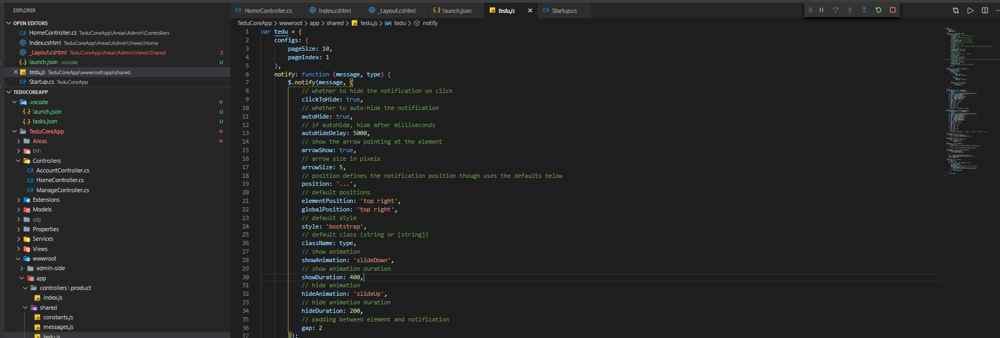 EXPLORER
OPEN EDITORS
C# HomeController.cs TeduCoreApp\Areas\Admin\Controllers
@ Index.cshtml TeduCoreApp\Areas\Admin\Views\Home
@ _Layout.cshtml TeduCoreApp\Areas\Admin\Views\Shared 2
{..} launch.json .vscode U
JS tedu.js TeduCoreApp\wwwroot\app\shared
C# Startup.cs TeduCoreApp
TEDUCOREAPP
.vscode
{..} launch.json U
{..} tasks.json U
TeduCoreApp
Areas
bin
Controllers
C# AccountController.cs
C# HomeController.cs
C# ManageController.cs
Extensions
Models
obj
Properties
Services
Views
wwwroot
admin-side
app
controllers\product
JS index.js
shared
JS constants.js
JS messages.js
JS tedu.js
C# HomeController.cs @ Index.cshtml @ _Layout.cshtml {..} launch.json JS tedu.js C# Startup.cs
TeduCoreApp > wwwroot > app > shared > JS tedu.js > tedu > notify
1 var tedu = {
2 configs: {
3 pageSize: 10,
4 pageIndex: 1
5 },
6 notify: function (message, type) {
7 $.notify(message, {
8 // whether to hide the notification on click
9 clickToHide: true,
10 // whether to auto-hide the notification
11 autoHide: true,
12 // if autoHide, hide after milliseconds
13 autoHideDelay: 5000,
14 // show the arrow pointing at the element
15 arrowShow: true,
16 // arrow size in pixels
17 arrowSize: 5,
18 // position defines the notification position though uses the defaults below
19 position: '...',
20 // default positions
21 elementPosition: 'top right',
22 globalPosition: 'top right',
23 // default style
24 style: 'bootstrap',
25 // default class (string or [string])
26 className: type,
27 // show animation
28 showAnimation: 'slideDown',
29 // show animation duration
30 showDuration: 400,
31 // hide animation
32 hideAnimation: 'slideUp',
33 // hide animation duration
34 hideDuration: 200,
35 // padding between element and notification
36 gap: 2
37 });